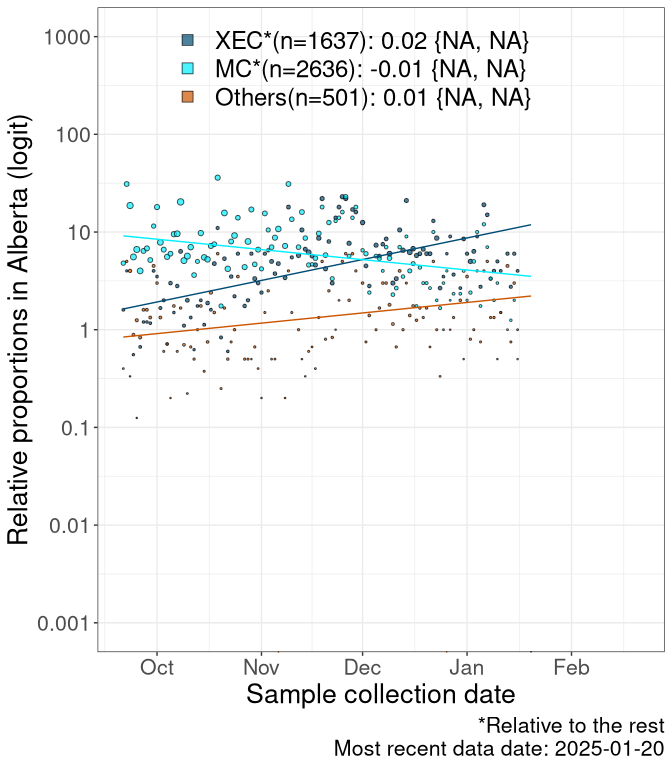 XEC*(n=1637): 0.02 {NA, NA}
MC*(n=2636): -0.01 {NA, NA}
Others(n=501): 0.01 {NA, NA}
Relative proportions in Alberta (logit)
1000
100
10
1
0.1
0.01
0.001
Oct Nov Dec Jan Feb
Sample collection date
*Relative to the rest
Most recent data date: 2025-01-20